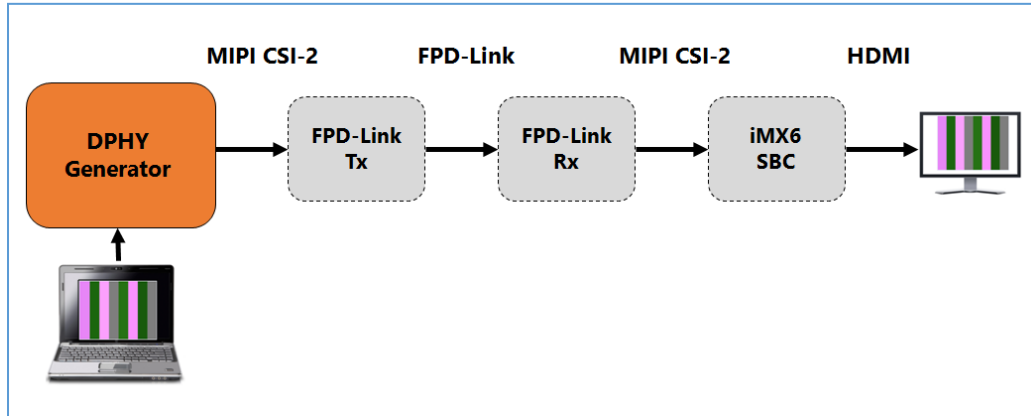 MIPI CSI-2
FPD-Link
MIPI CSI-2
HDMI
DPHY
Generator
FPD-Link
Tx
FPD-Link
Rx
iMX6
SBC